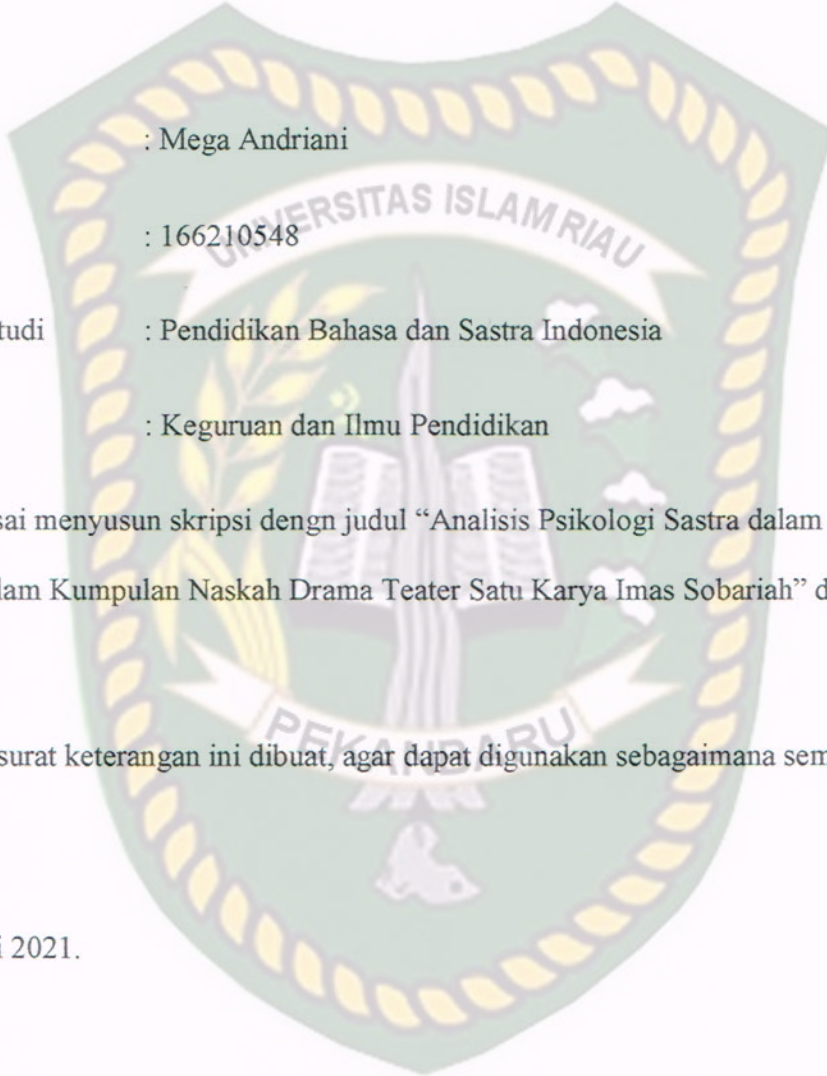 : Mega Andriani
UNIVERSITAS ISLAM RIAU
: 166210548
tudi : Pendidikan Bahasa dan Sastra Indonesia
: Keguruan dan Ilmu Pendidikan
sai menyusun skripsi dengn judul “Analisis Psikologi Sastra dalam
lam Kumpulan Naskah Drama Teater Satu Karya Imas Sobariah” d
PEKANBARU
surat keterangan ini dibuat, agar dapat digunakan sebagaimana sem
i 2021.